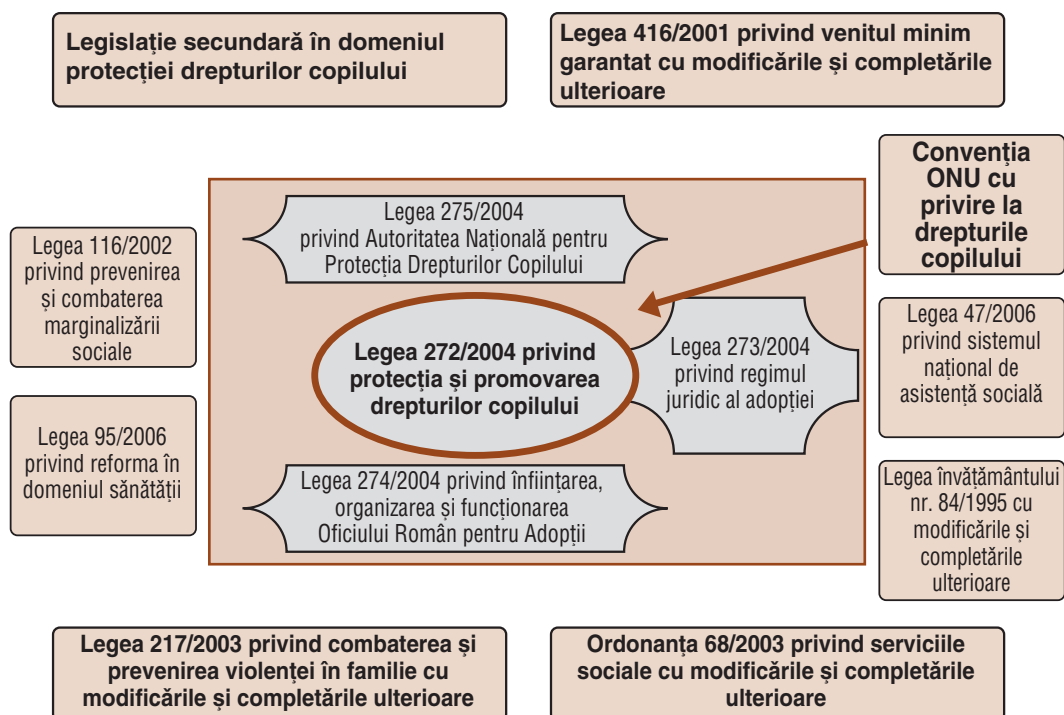 Legislație secundară în domeniul
protecției drepturilor copilului
Legea 416/2001 privind venitul minim
garantat cu modificările și completările
ulterioare
Convenția
ONU cu
privire la
drepturile
copilului
Legea 275/2004
privind Autoritatea Națională pentru
Protecția Drepturilor Copilului
Legea 116/2002
privind prevenirea
și combaterea
marginalizării
sociale
Legea 272/2004 privind
protecția și promovarea
drepturilor copilului
Legea 273/2004
privind regimul
juridic al adopției
Legea 47/2006
privind sistemul
național de
asistență socială
Legea 95/2006
privind reforma în
domeniul sănătății
Legea 274/2004 privind înființarea,
organizarea și funcționarea
Oficiului Român pentru Adopții
Legea învățământului
nr. 84/1995 cu
modificările și
completările
ulterioare
Legea 217/2003 privind combaterea și
prevenirea violenței în familie cu
modificările și completările ulterioare
Ordonanța 68/2003 privind serviciile
sociale cu modificările și completările
ulterioare